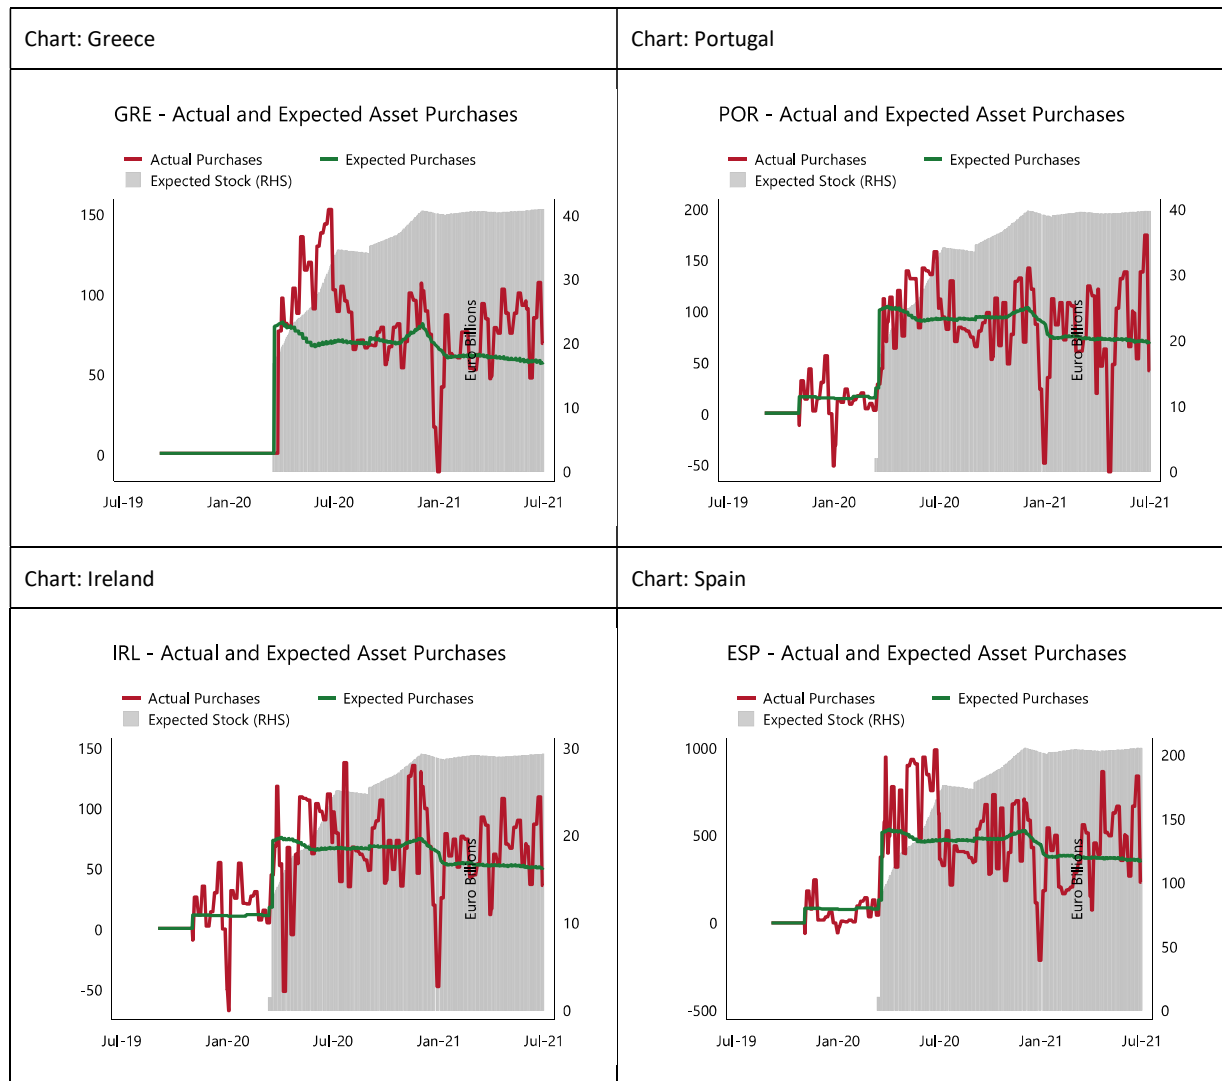 Chart: Greece
Chart: Portugal
GRE - Actual and Expected Asset Purchases
Actual Purchases
Expected Purchases
Expected Stock (RHS)
150
100
50
0
40
30
20
10
0
Euro Billions
Jul-19
Jan-20
Jul-20
Jan-21
Jul-21
POR - Actual and Expected Asset Purchases
Actual Purchases
Expected Purchases
Expected Stock (RHS)
200
150
100
50
0
-50
40
30
20
10
0
Euro Billions
Jul-19
Jan-20
Jul-20
Jan-21
Jul-21
Chart: Ireland
Chart: Spain
IRL - Actual and Expected Asset Purchases
Actual Purchases
Expected Purchases
Expected Stock (RHS)
150
100
50
0
-50
30
20
10
0
Euro Billions
Jul-19
Jan-20
Jul-20
Jan-21
Jul-21
ESP - Actual and Expected Asset Purchases
Actual Purchases
Expected Purchases
Expected Stock (RHS)
1000
500
0
-500
200
150
100
50
0
Euro Billions
Jul-19
Jan-20
Jul-20
Jan-21
Jul-21